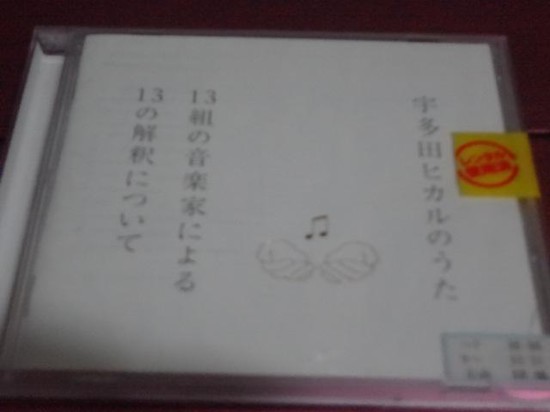 宇多田ヒカルのうた
13組の音楽家による
13の解釈について